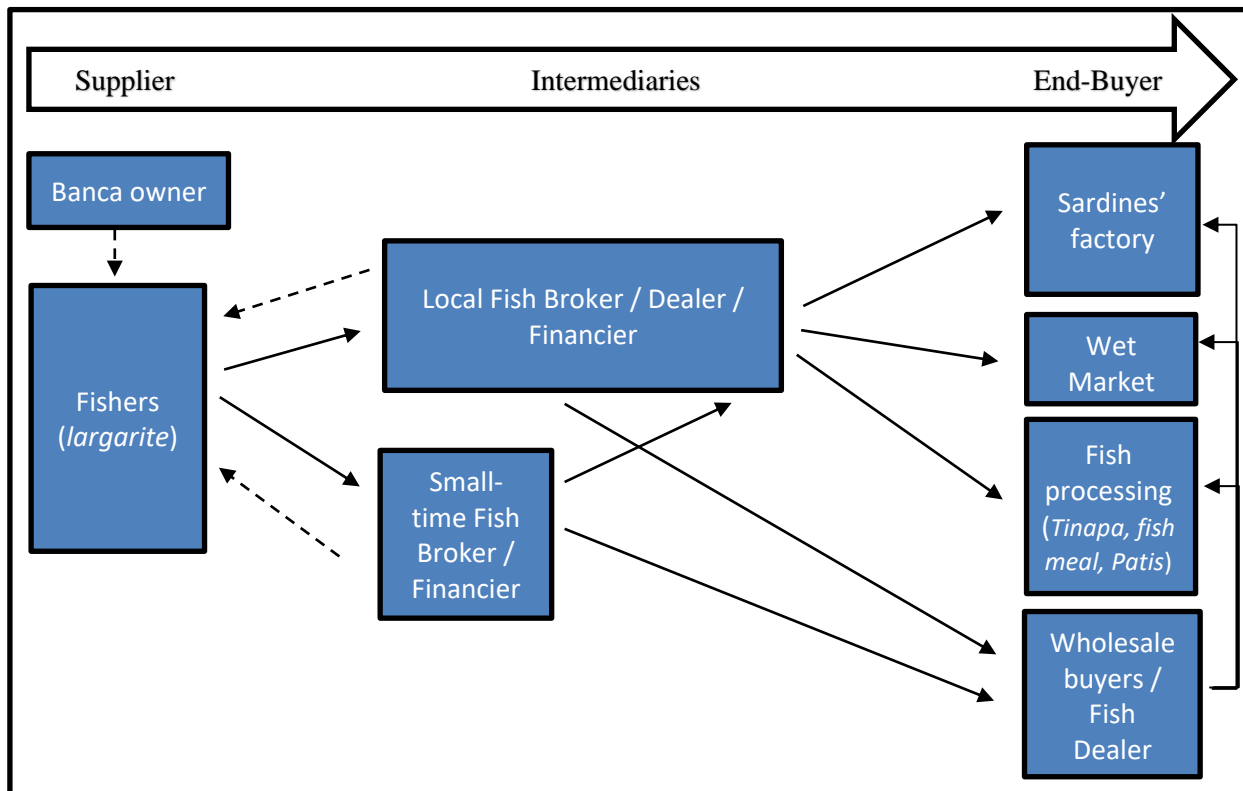 Supplier
Intermediaries
End-Buyer
Banca owner
Fishers
(largarite)
Local Fish Broker / Dealer /
Financier
Small-
time Fish
Broker /
Financier
Sardines’
factory
Wet
Market
Fish
processing
(Tinapa, fish
meal, Patis)
Wholesale
buyers /
Fish
Dealer